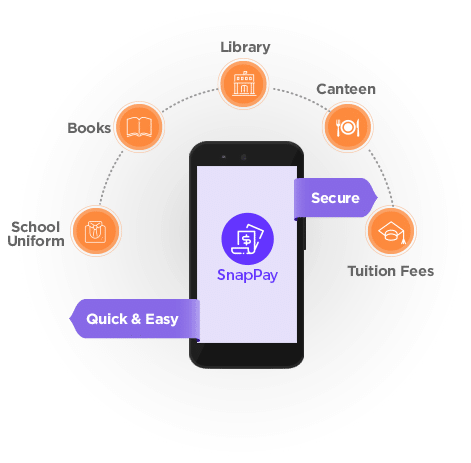 Library
Canteen
Books
Secure
School
Uniform
Tuition Fees
SnapPay
Quick & Easy